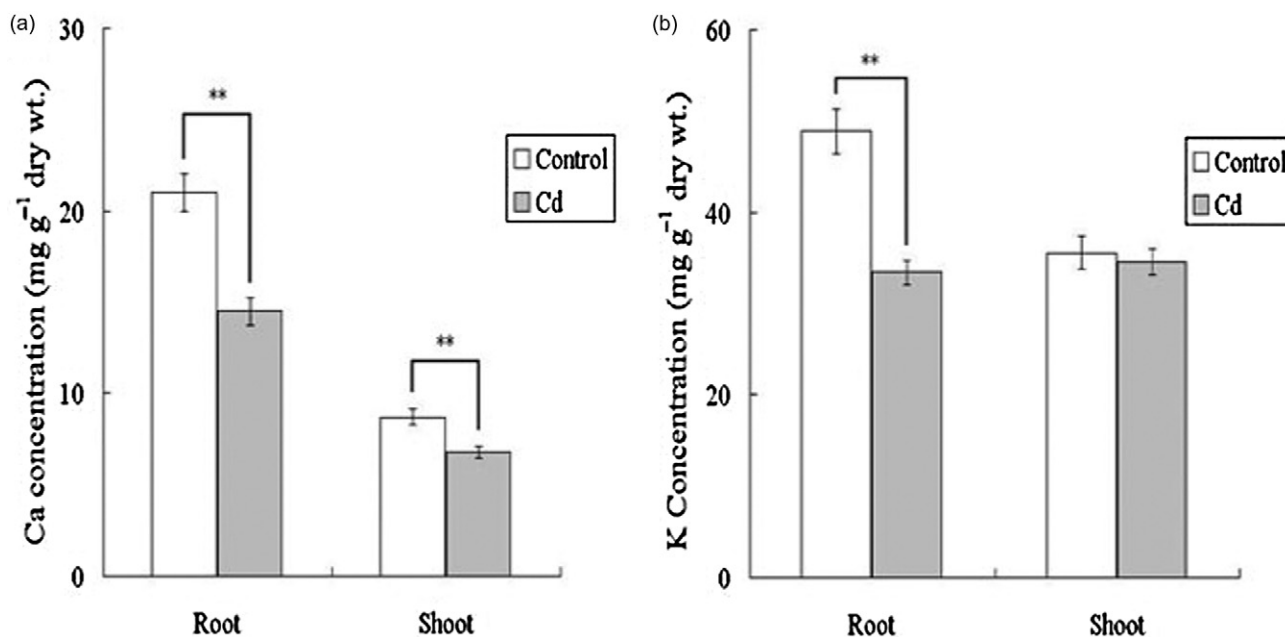 (a)
30
20
10
0
Ca concentration (mg g⁻¹ dry wt.)
**
**
Control
Cd
Root Shoot
(b)
60
40
20
0
K Concentration (mg g⁻¹ dry wt.)
**
Control
Cd
Root Shoot